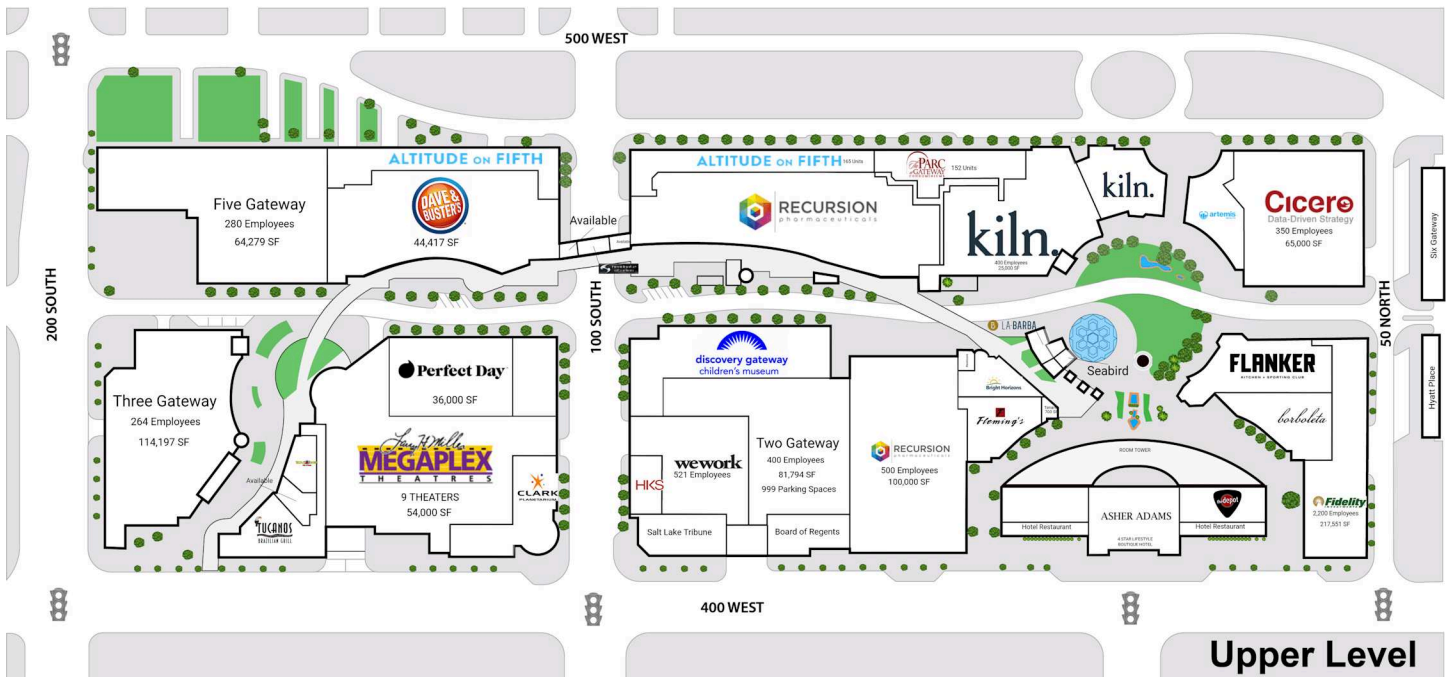 500 WEST
ALTITUDE ON FIFTH
Five Gateway
280 Employees
64,279 SF
DAVE &
BUSTER'S
44,417 SF
Available
ALTITUDE ON FIFTH
165 Units
The PARC
at GATEWAY
CONDOMINIUMS
152 Units
RECURSION
pharmaceuticals
kiln.
400 Employees
25,000 SF
kiln.
artemis
Cicero
Data-Driven Strategy
350 Employees
65,000 SF
Six Gateway
200 SOUTH
100 SOUTH
50 NORTH
Three Gateway
264 Employees
114,197 SF
Available
TUCANOS
BRAZILIAN GRILL
Perfect Day
36,000 SF
Larry H. Miller
MEGAPLEX
THEATRES
9 THEATERS
54,000 SF
CLARK
PLANETARIUM
discovery gateway
children's museum
HKS
wework
521 Employees
Salt Lake Tribune
Two Gateway
400 Employees
81,794 SF
999 Parking Spaces
Board of Regents
RECURSION
pharmaceuticals
500 Employees
100,000 SF
Bright Horizons
Fleming's
LA BARBA
Seabird
FLANKER
KITCHEN + SPORTING CLUB
borboleta
Hyatt Place
ROOM TOWER
Hotel Restaurant
ASHER ADAMS
4 STAR LIFESTYLE
BOUTIQUE HOTEL
the depot
Hotel Restaurant
Fidelity
INVESTMENTS
2,200 Employees
217,551 SF
400 WEST
Upper Level